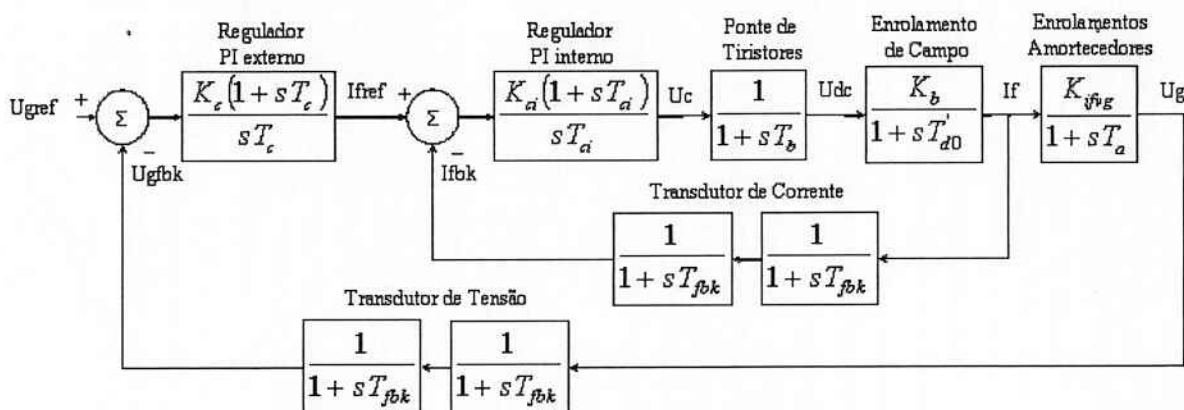 Regulador
PI externo
Regulador
PI interno
Ponte de
Tiristores
Enrolamento
de Campo
Enrolamentos
Amortecedores
Ugref
+
Σ
−
Ugfbk
K_c(1 + sT_c)
sT_c
Ifref
+
Σ
−
Ifbk
K_ci(1 + sT_ci)
sT_ci
Uc
1
1 + sT_b
Udc
K_b
1 + sT'_d0
If
K_ifvg
1 + sT_a
Ug
Transdutor de Corrente
1
1 + sT_fbk
1
1 + sT_fbk
Transdutor de Tensão
1
1 + sT_fbk
1
1 + sT_fbk